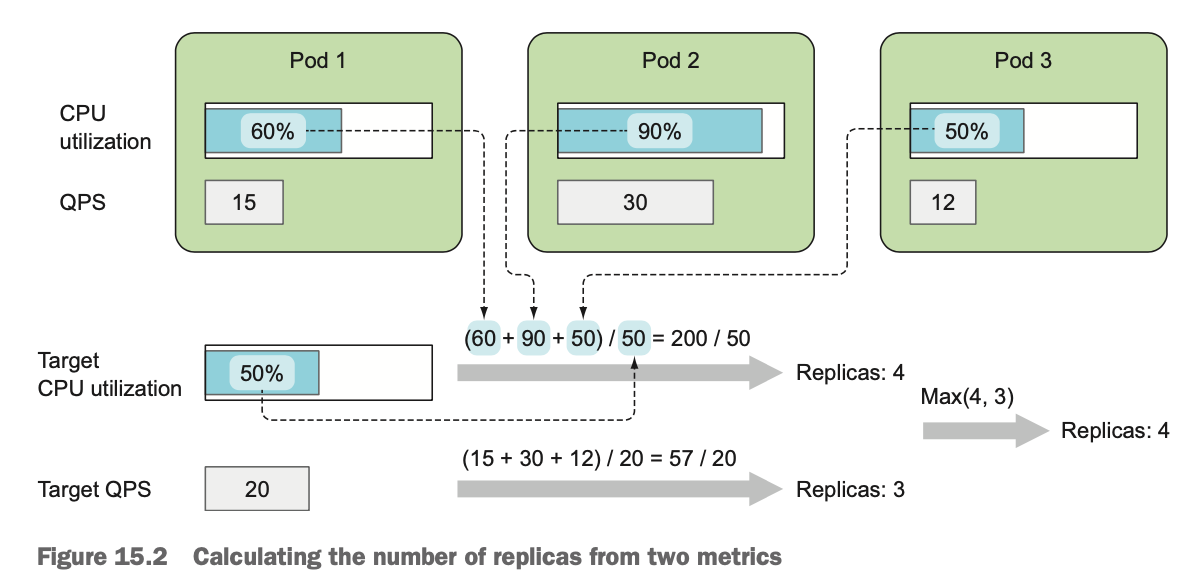 Pod 1
Pod 2
Pod 3
CPU
utilization
60%
90%
50%
QPS
15
30
12
(60 + 90 + 50) / 50 = 200 / 50
Target
CPU utilization
50%
Replicas: 4
Max(4, 3)
Replicas: 4
(15 + 30 + 12) / 20 = 57 / 20
Target QPS
20
Replicas: 3
Figure 15.2 Calculating the number of replicas from two metrics